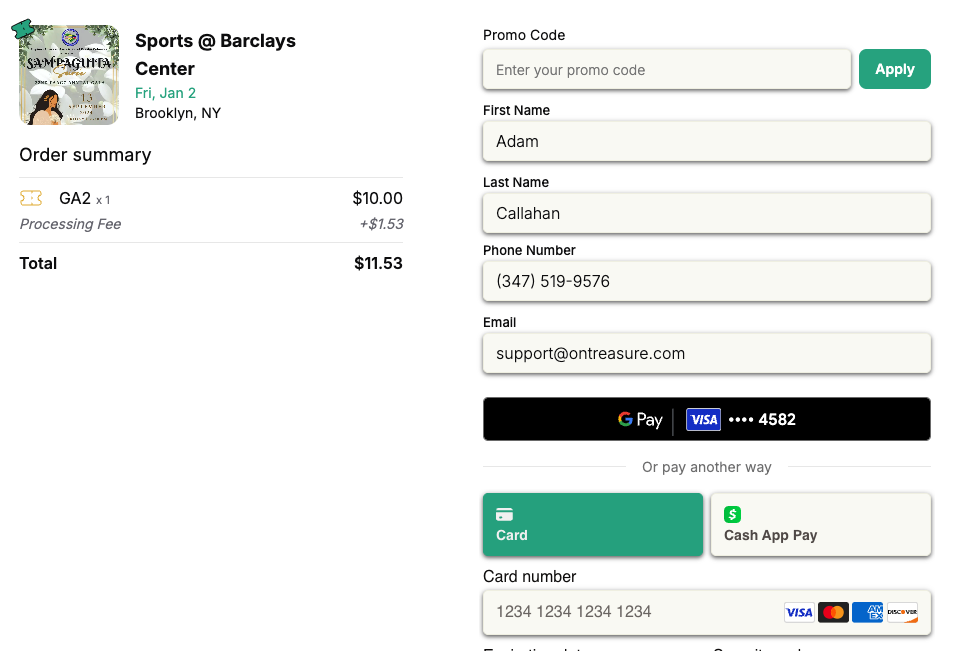 SAMPAGUITA
Soirée
13
SEPTEMBER
Sports @ Barclays
Center
Fri, Jan 2
Brooklyn, NY
Order summary
GA2 x 1 $10.00
Processing Fee +$1.53
Total $11.53
Promo Code
Enter your promo code
Apply
First Name
Adam
Last Name
Callahan
Phone Number
(347) 519-9576
Email
support@ontreasure.com
G Pay VISA •••• 4582
Or pay another way
Card
Cash App Pay
Card number
1234 1234 1234 1234
VISA AMEX DISCOVER